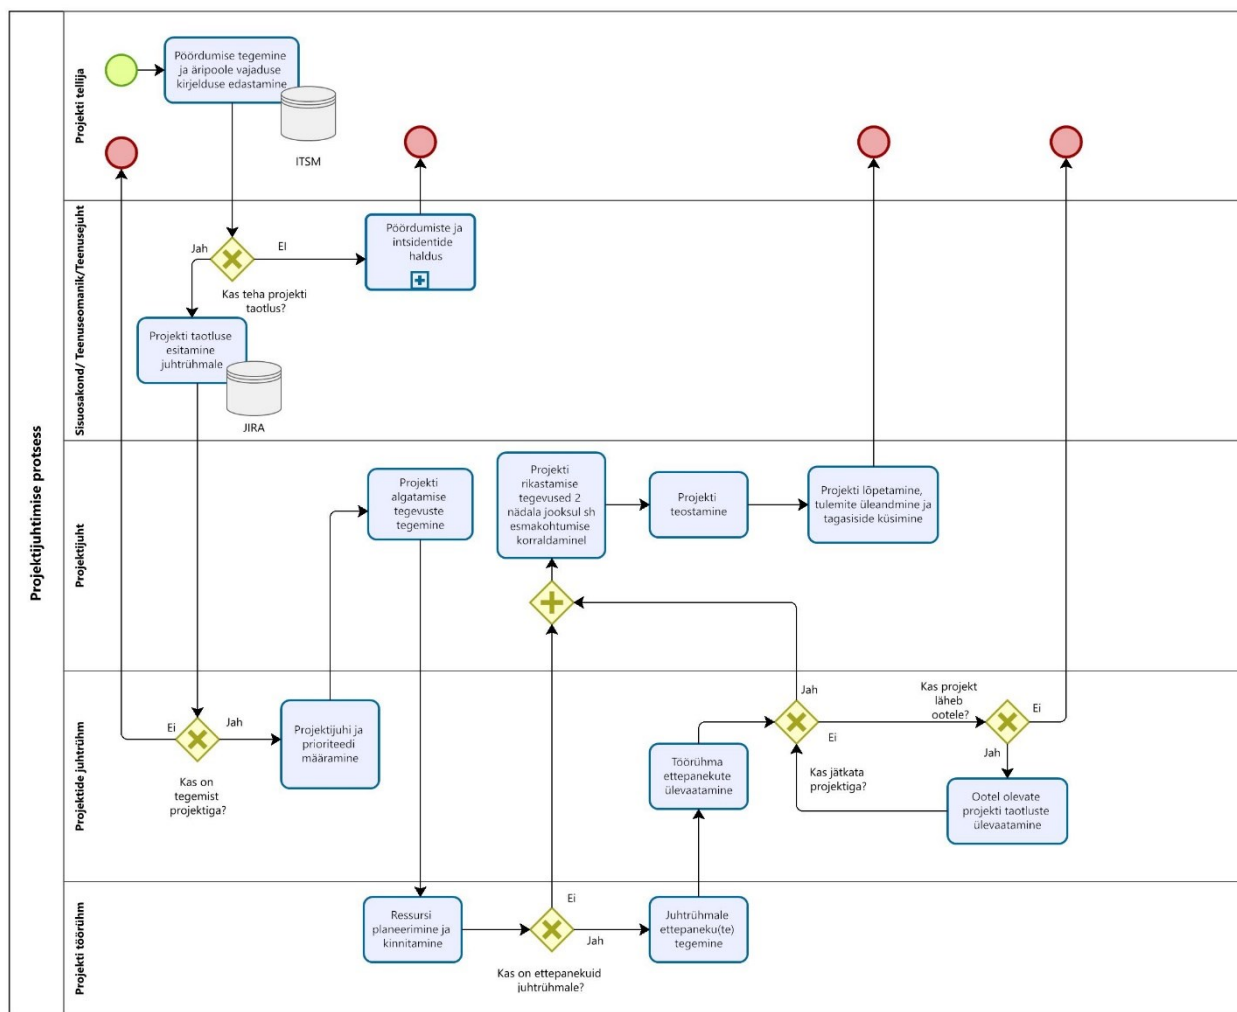 Projektijuhtimise protsess
Projekti tellija
Pöördumise tegemine
ja äripoole vajaduse
kirjelduse edastamine
ITSM
Sisuosakond/ Teenuseomanik/Teenusejuht
Jah
EI
Kas teha projekti
taotlus?
Pöördumiste ja
intsidentide
haldus
Projekti taotluse
esitamine
juhtrühmale
JIRA
Projektijuht
Projekti
algatamise
tegevuste
tegemine
Projekti
rikastamise
tegevused 2
nädala jooksul sh
esmakohtumise
korraldaminel
Projekti
teostamine
Projekti lõpetamine,
tulemite üleandmine ja
tagasiside küsimine
Projektide juhtrühm
Ei
Jah
Kas on
tegemist
projektiga?
Projektijuhi ja
prioriteedi
määramine
Töörühma
ettepanekute
ülevaatamine
Jah
Ei
Kas jätkata
projektiga?
Kas projekt
läheb
ootele?
Ei
Jah
Ootel olevate
projekti taotluste
ülevaatamine
Projekti töörühm
Ressursi
planeerimine ja
kinnitamine
Ei
Jah
Kas on ettepanekuid
juhtrühmale?
Juhtrühmale
ettepaneku(te)
tegemine